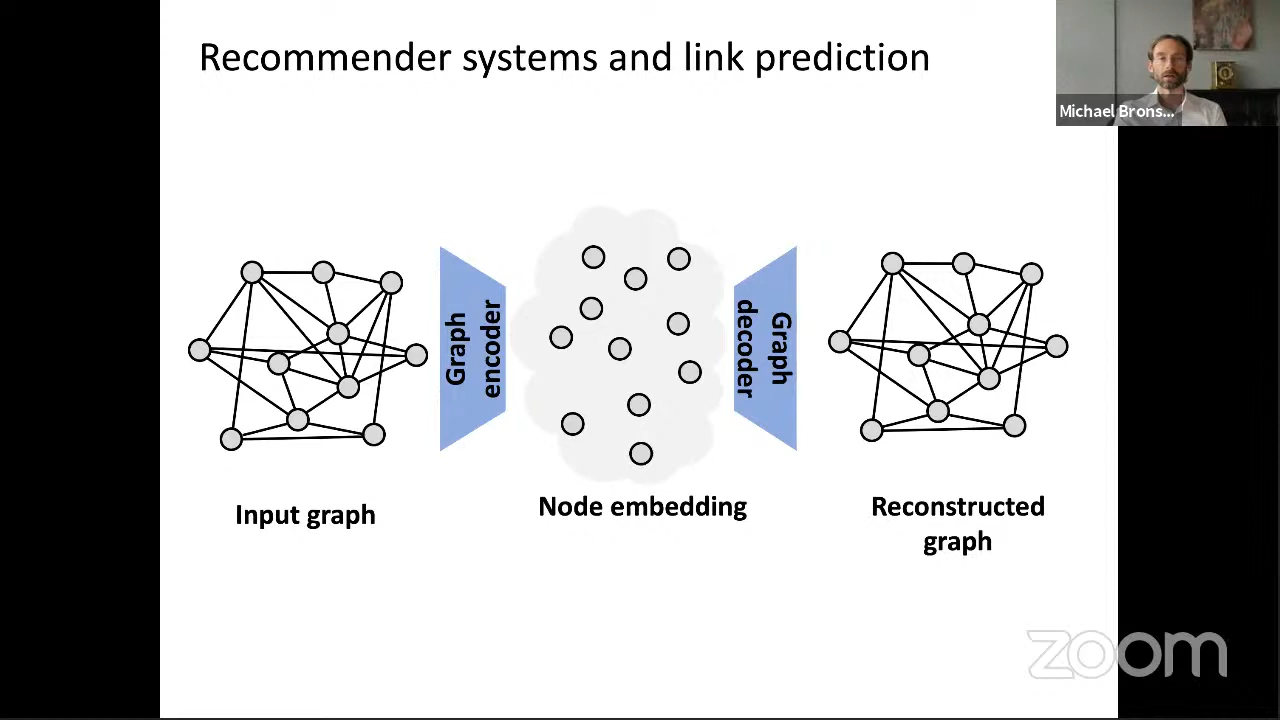 Recommender systems and link prediction
Michael Brons...
Graph
encoder
Graph
decoder
Input graph
Node embedding
Reconstructed
graph
zoom